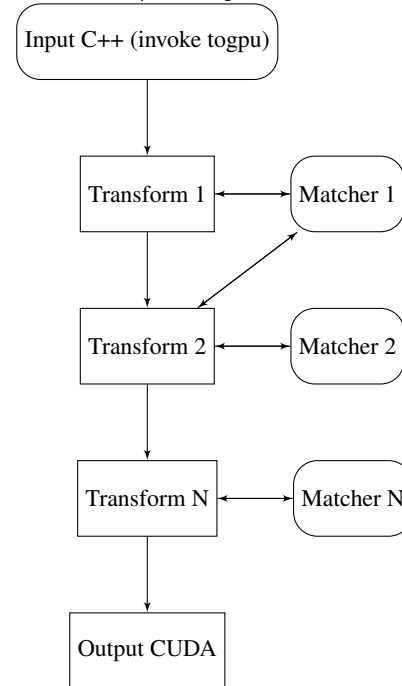 Input C++ (invoke togpu)
Transform 1
Matcher 1
Transform 2
Matcher 2
Transform N
Matcher N
Output CUDA